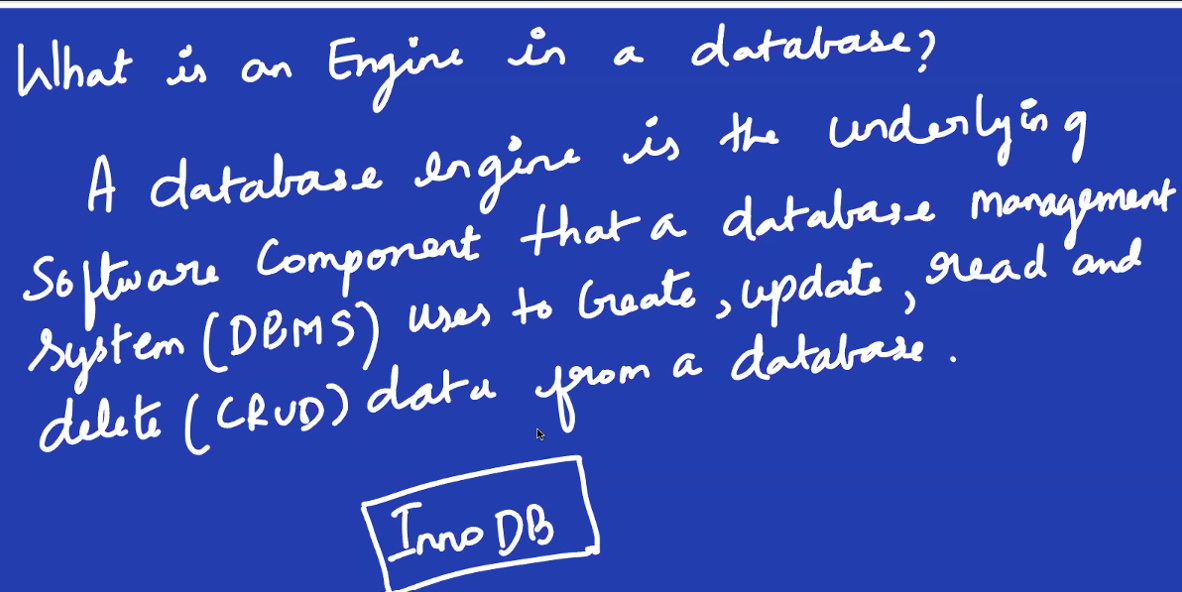 What is an Engine in a database?
A database engine is the underlying
Software Component that a database management
System (DBMS) uses to Create, update, read and
delete (CRUD) data from a database.
InnoDB